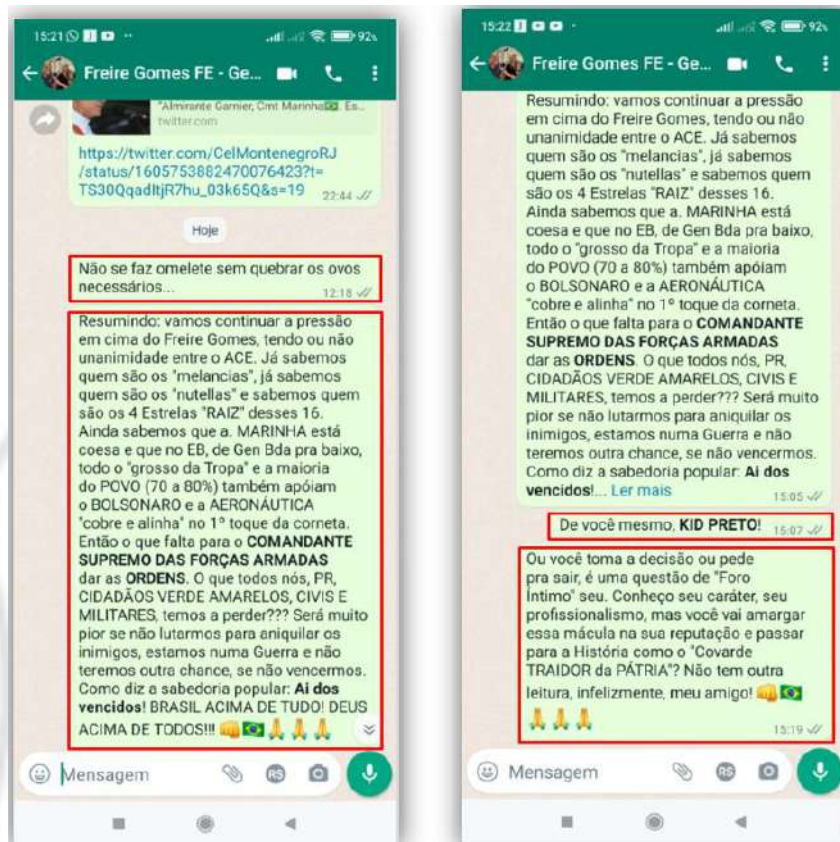 15:21 92%
Freire Gomes FE - Ge...
"Almirante Garnier, Cmt Marinha🇧🇷. Es...
twitter.com
https://twitter.com/CelMontenegroRJ
/status/1605753882470076423?t=
TS30QqadItjR7hu_03k65Q&s=19 22:44
Hoje
Não se faz omelete sem quebrar os ovos
necessários... 12:18
Resumindo: vamos continuar a pressão
em cima do Freire Gomes, tendo ou não
unanimidade entre o ACE. Já sabemos
quem são os "melancias", já sabemos
quem são os "nutellas" e sabemos quem
são os 4 Estrelas "RAIZ" desses 16.
Ainda sabemos que a. MARINHA está
coesa e que no EB, de Gen Bda pra baixo,
todo o "grosso da Tropa" e a maioria
do POVO (70 a 80%) também apóiam
o BOLSONARO e a AERONÁUTICA
"cobre e alinha" no 1º toque da corneta.
Então o que falta para o COMANDANTE
SUPREMO DAS FORÇAS ARMADAS
dar as ORDENS. O que todos nós, PR,
CIDADÃOS VERDE AMARELOS, CIVIS E
MILITARES, temos a perder??? Será muito
pior se não lutarmos para aniquilar os
inimigos, estamos numa Guerra e não
teremos outra chance, se não vencermos.
Como diz a sabedoria popular: Ai dos
vencidos! BRASIL ACIMA DE TUDO! DEUS
ACIMA DE TODOS!!! 👊🇧🇷🙏🙏🙏
Mensagem
RS
15:22 92%
Freire Gomes FE - Ge...
Resumindo: vamos continuar a pressão
em cima do Freire Gomes, tendo ou não
unanimidade entre o ACE. Já sabemos
quem são os "melancias", já sabemos
quem são os "nutellas" e sabemos quem
são os 4 Estrelas "RAIZ" desses 16.
Ainda sabemos que a. MARINHA está
coesa e que no EB, de Gen Bda pra baixo,
todo o "grosso da Tropa" e a maioria
do POVO (70 a 80%) também apóiam
o BOLSONARO e a AERONÁUTICA
"cobre e alinha" no 1º toque da corneta.
Então o que falta para o COMANDANTE
SUPREMO DAS FORÇAS ARMADAS
dar as ORDENS. O que todos nós, PR,
CIDADÃOS VERDE AMARELOS, CIVIS E
MILITARES, temos a perder??? Será muito
pior se não lutarmos para aniquilar os
inimigos, estamos numa Guerra e não
teremos outra chance, se não vencermos.
Como diz a sabedoria popular: Ai dos
vencidos!... Ler mais 15:05
De você mesmo, KID PRETO! 15:07
Ou você toma a decisão ou pede
pra sair, é uma questão de "Foro
Íntimo" seu. Conheço seu caráter, seu
profissionalismo, mas você vai amargar
essa mácula na sua reputação e passar
para a História como o "Covarde
TRAIDOR da PÁTRIA"? Não tem outra
leitura, infelizmente, meu amigo! 👊🇧🇷
🙏🙏🙏 15:19
Mensagem
RS